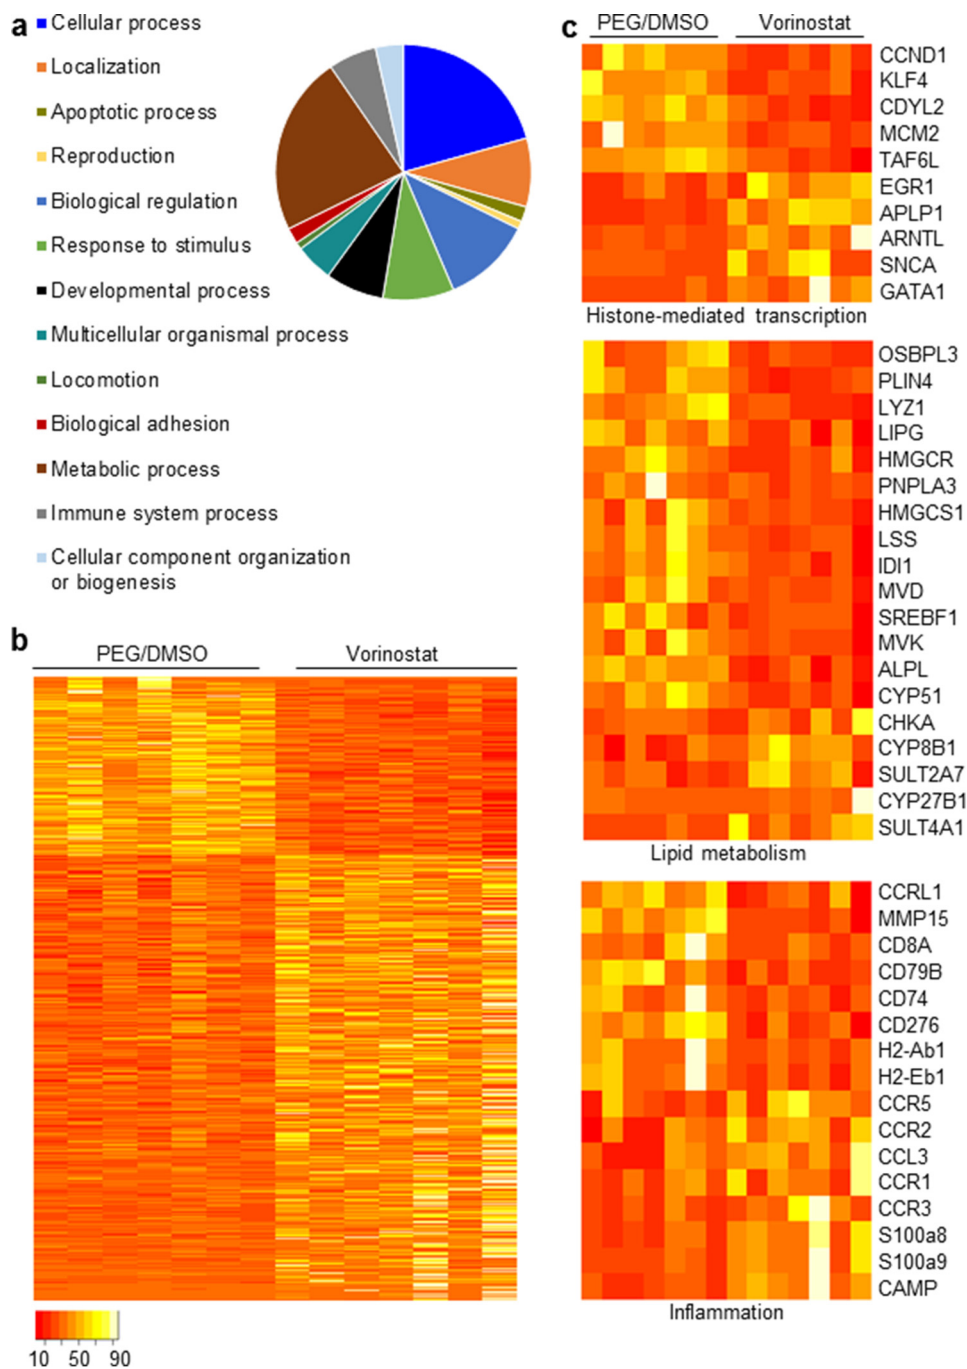 a
Cellular process
Localization
Apoptotic process
Reproduction
Biological regulation
Response to stimulus
Developmental process
Multicellular organismal process
Locomotion
Biological adhesion
Metabolic process
Immune system process
Cellular component organization
or biogenesis
b
PEG/DMSO Vorinostat
10 50 90
c
PEG/DMSO Vorinostat
CCND1
KLF4
CDYL2
MCM2
TAF6L
EGR1
APLP1
ARNTL
SNCA
GATA1
Histone-mediated transcription
OSBPL3
PLIN4
LYZ1
LIPG
HMGCR
PNPLA3
HMGCS1
LSS
IDI1
MVD
SREBF1
MVK
ALPL
CYP51
CHKA
CYP8B1
SULT2A7
CYP27B1
SULT4A1
Lipid metabolism
CCRL1
MMP15
CD8A
CD79B
CD74
CD276
H2-Ab1
H2-Eb1
CCR5
CCR2
CCL3
CCR1
CCR3
S100a8
S100a9
CAMP
Inflammation